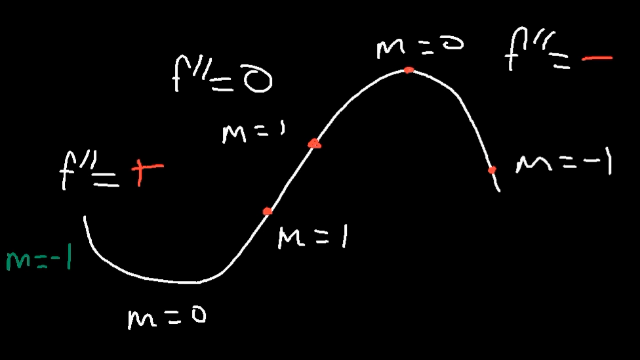 m = 0
f'' = -
f'' = 0
m = 1
f'' = +
m = -1
m = 1
m = -1
m = 0